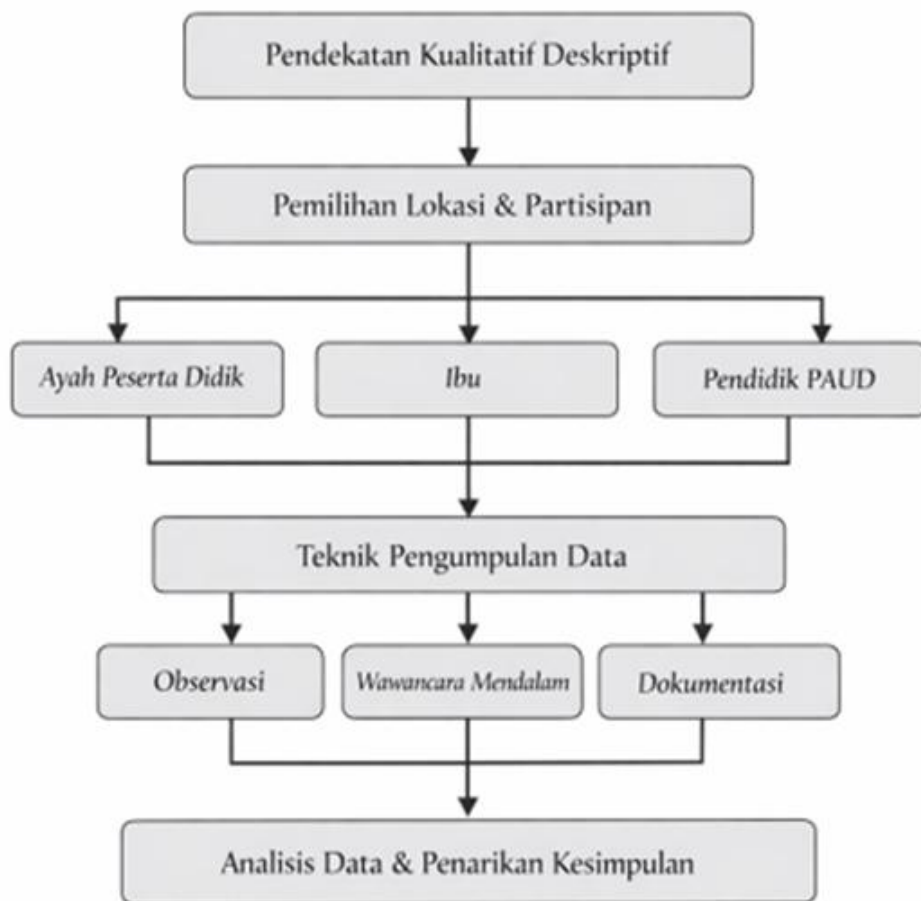 Pendekatan Kualitatif Deskriptif
Pemilihan Lokasi & Partisipan
Ayah Peserta Didik
Ibu
Pendidik PAUD
Teknik Pengumpulan Data
Observasi
Wawancara Mendalam
Dokumentasi
Analisis Data & Penarikan Kesimpulan